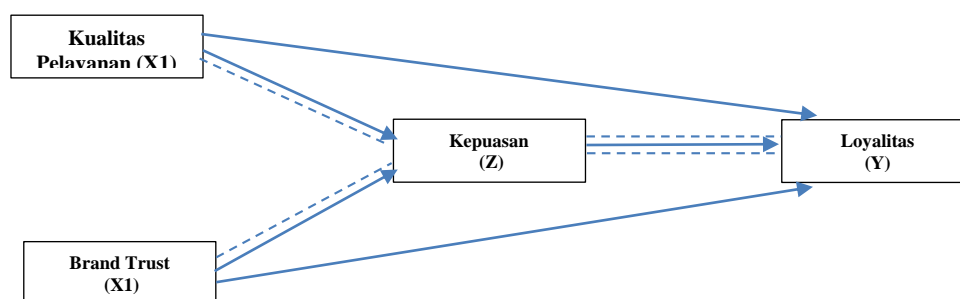 Kualitas
Pelayanan (X1)
Kepuasan
(Z)
Loyalitas
(Y)
Brand Trust
(X1)